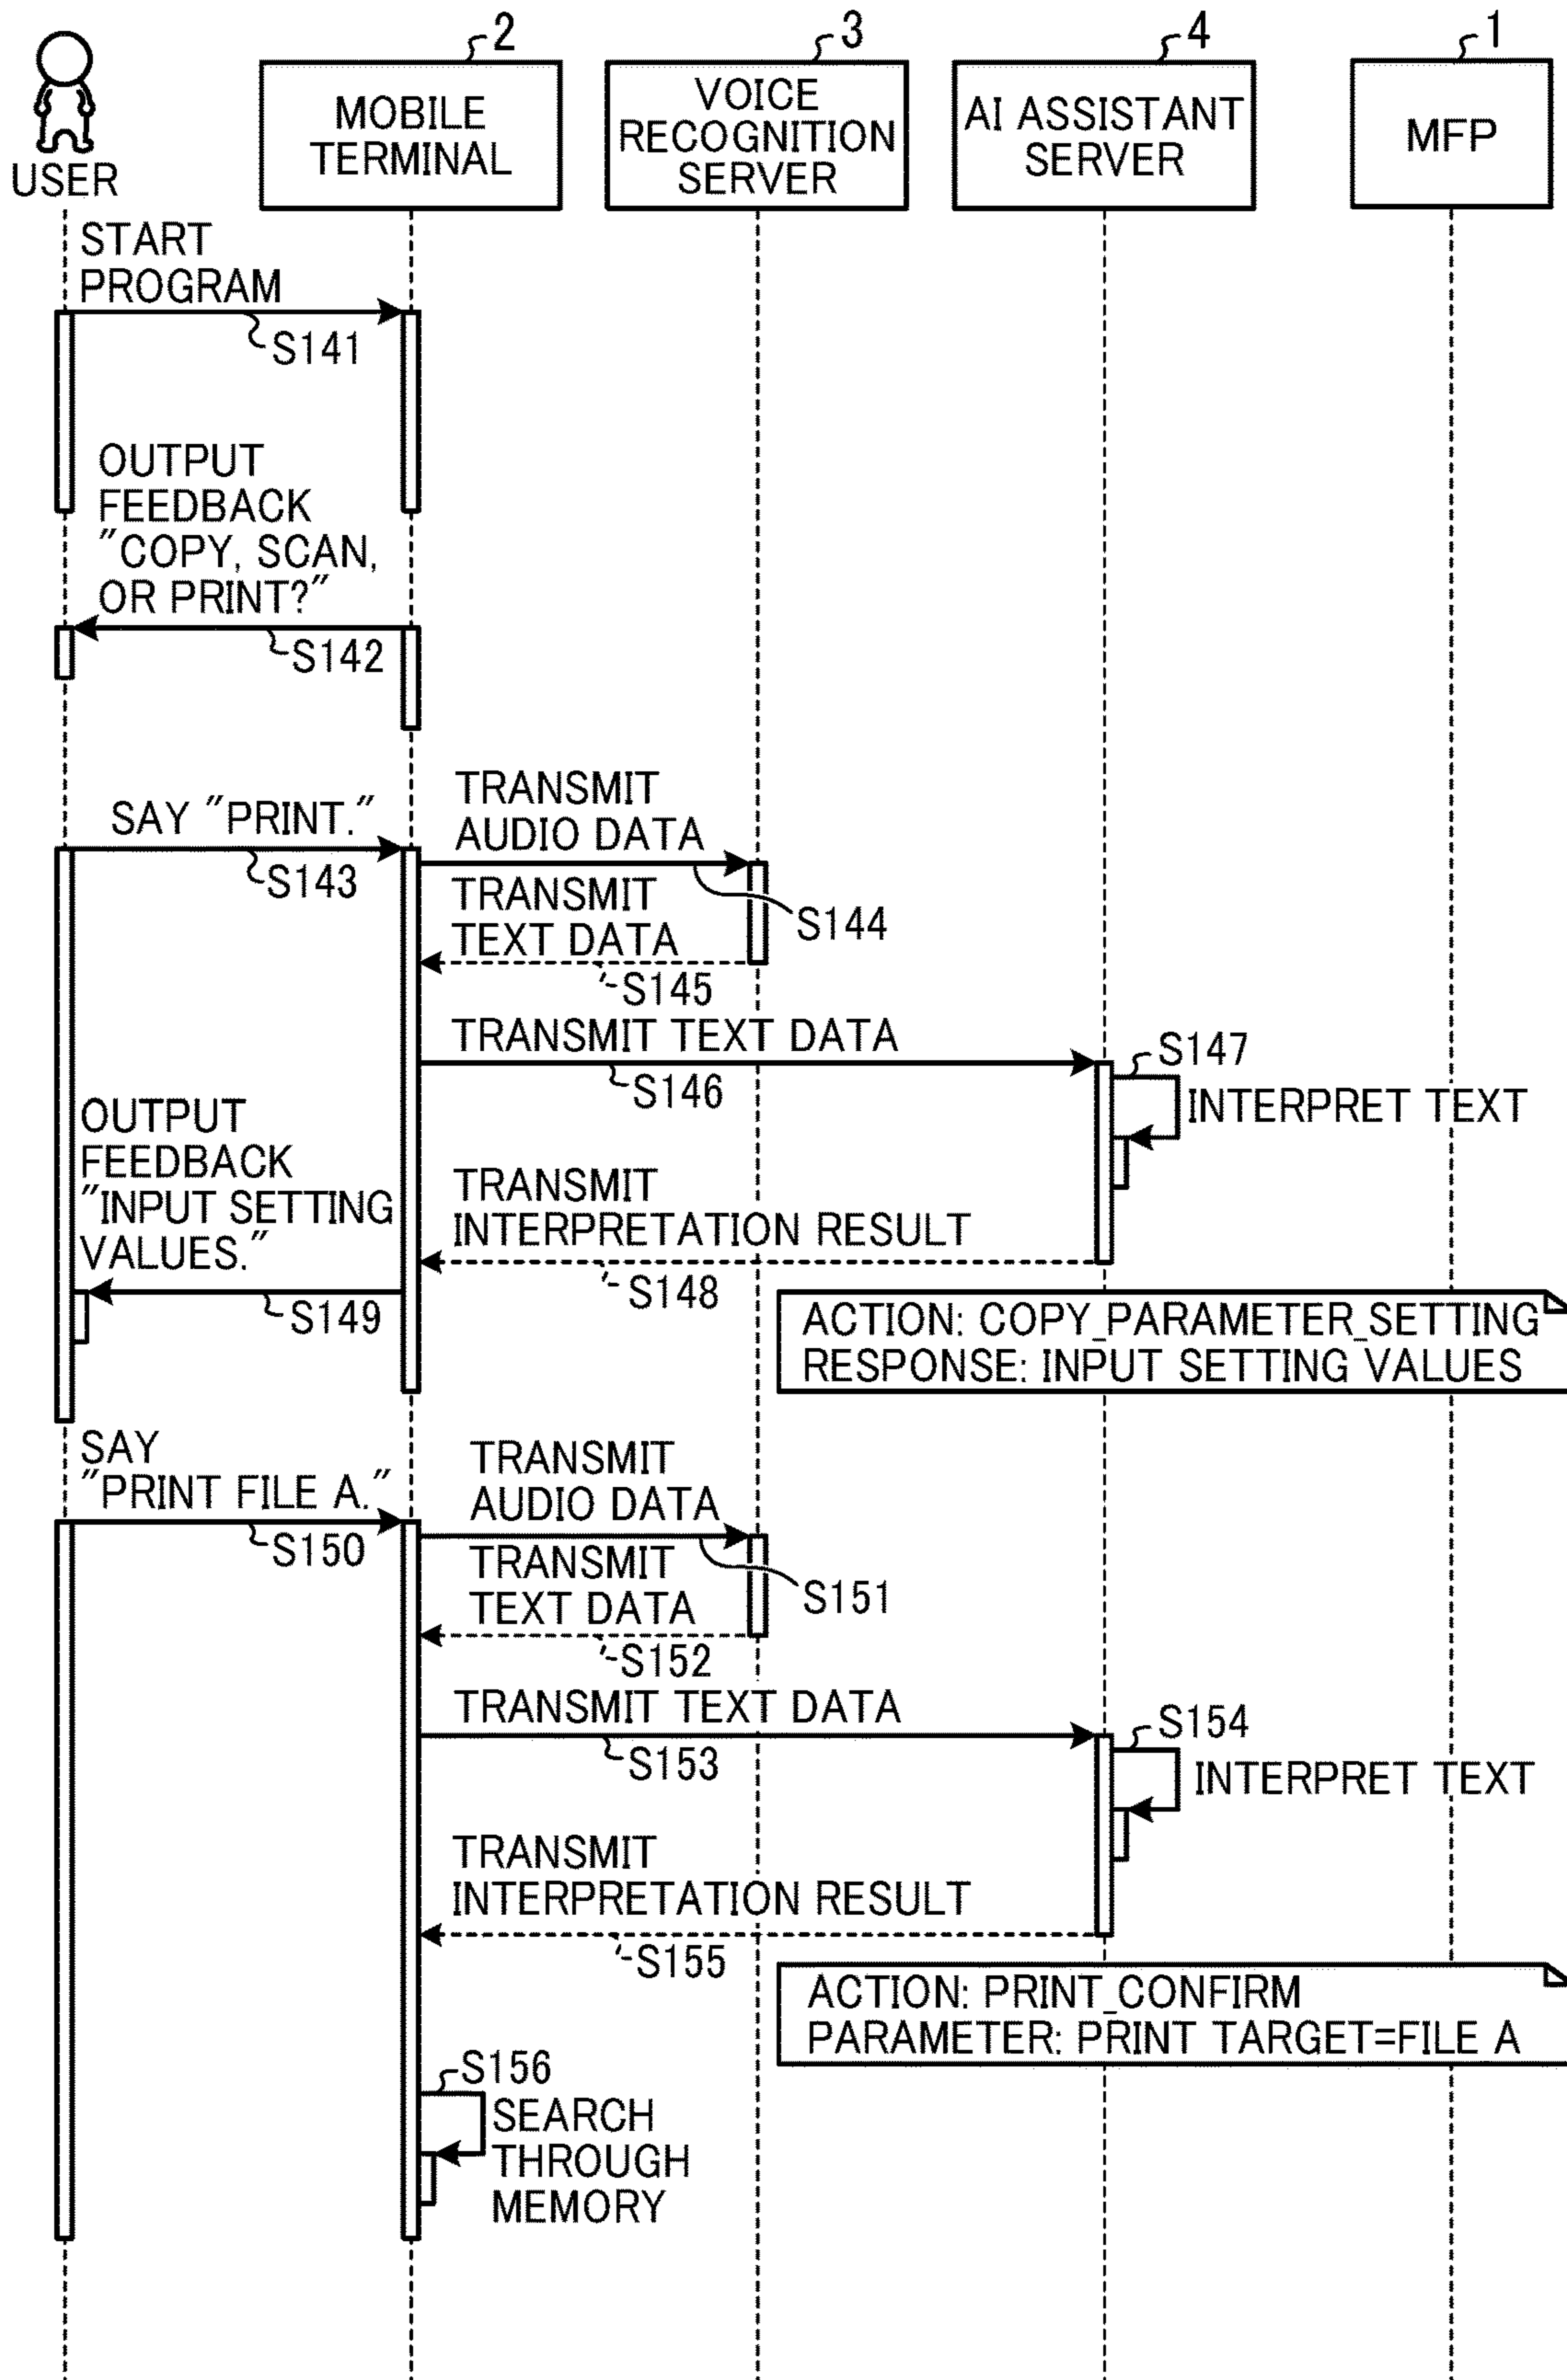 2
3
4
1
USER
MOBILE
TERMINAL
VOICE
RECOGNITION
SERVER
AI ASSISTANT
SERVER
MFP
START
PROGRAM
S141
OUTPUT
FEEDBACK
"COPY, SCAN,
OR PRINT?"
S142
SAY "PRINT."
S143
TRANSMIT
AUDIO DATA
S144
TRANSMIT
TEXT DATA
S145
TRANSMIT TEXT DATA
S146
S147
INTERPRET TEXT
TRANSMIT
INTERPRETATION RESULT
S148
OUTPUT
FEEDBACK
"INPUT SETTING
VALUES."
S149
ACTION: COPY_PARAMETER_SETTING
RESPONSE: INPUT SETTING VALUES
SAY
"PRINT FILE A."
S150
TRANSMIT
AUDIO DATA
S151
TRANSMIT
TEXT DATA
S152
TRANSMIT TEXT DATA
S153
S154
INTERPRET TEXT
TRANSMIT
INTERPRETATION RESULT
S155
ACTION: PRINT_CONFIRM
PARAMETER: PRINT TARGET=FILE A
S156
SEARCH
THROUGH
MEMORY